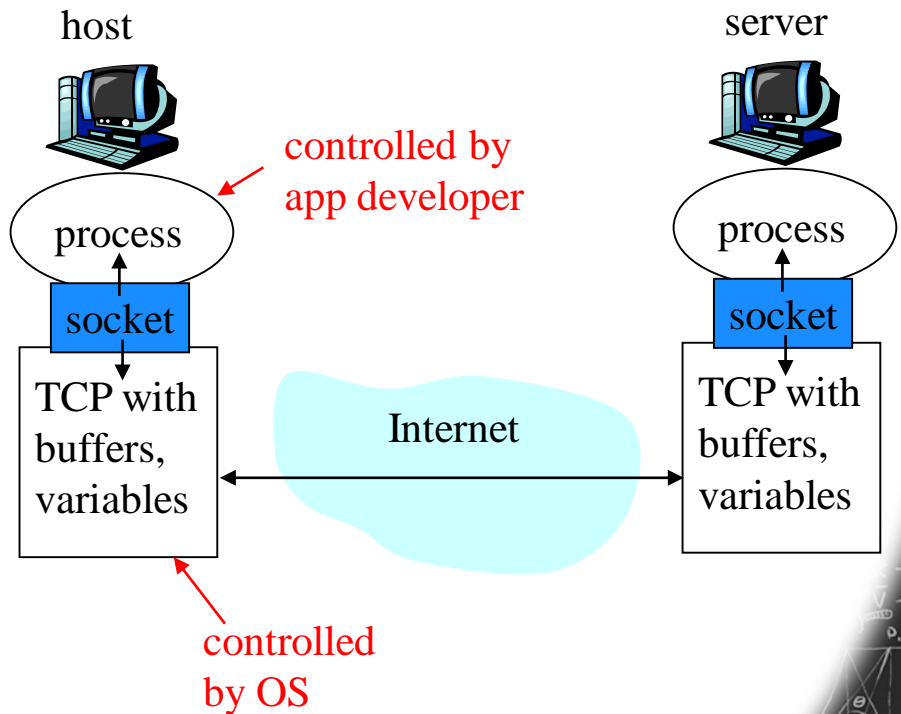 host
server
controlled by
app developer
process
process
socket
socket
TCP with
buffers,
variables
Internet
TCP with
buffers,
variables
controlled
by OS